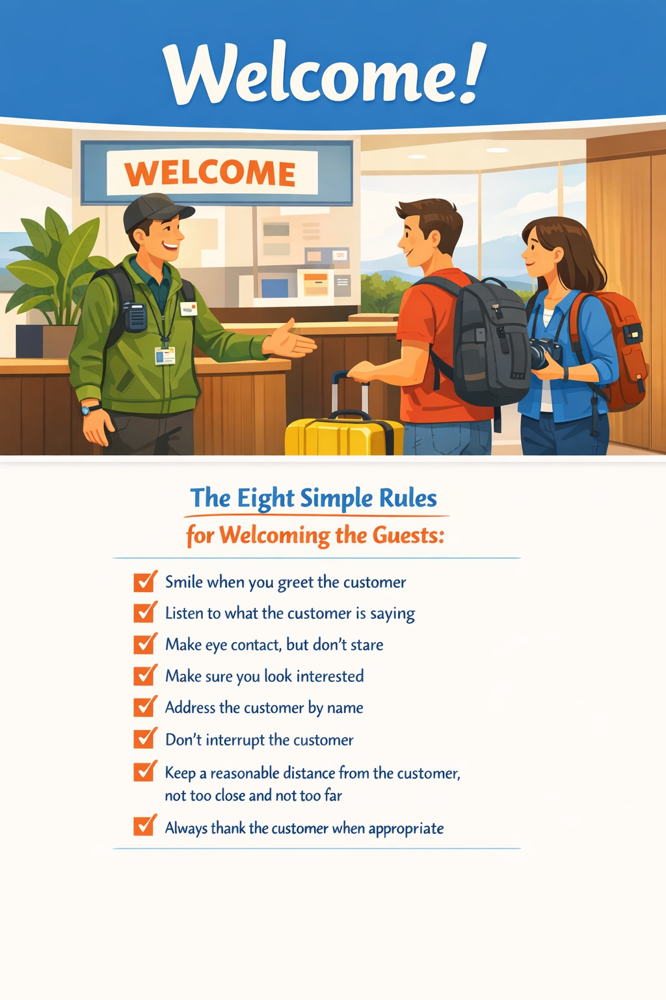 Welcome!
WELCOME
The Eight Simple Rules
for Welcoming the Guests:
Smile when you greet the customer
Listen to what the customer is saying
Make eye contact, but don't stare
Make sure you look interested
Address the customer by name
Don't interrupt the customer
Keep a reasonable distance from the customer,
not too close and not too far
Always thank the customer when appropriate